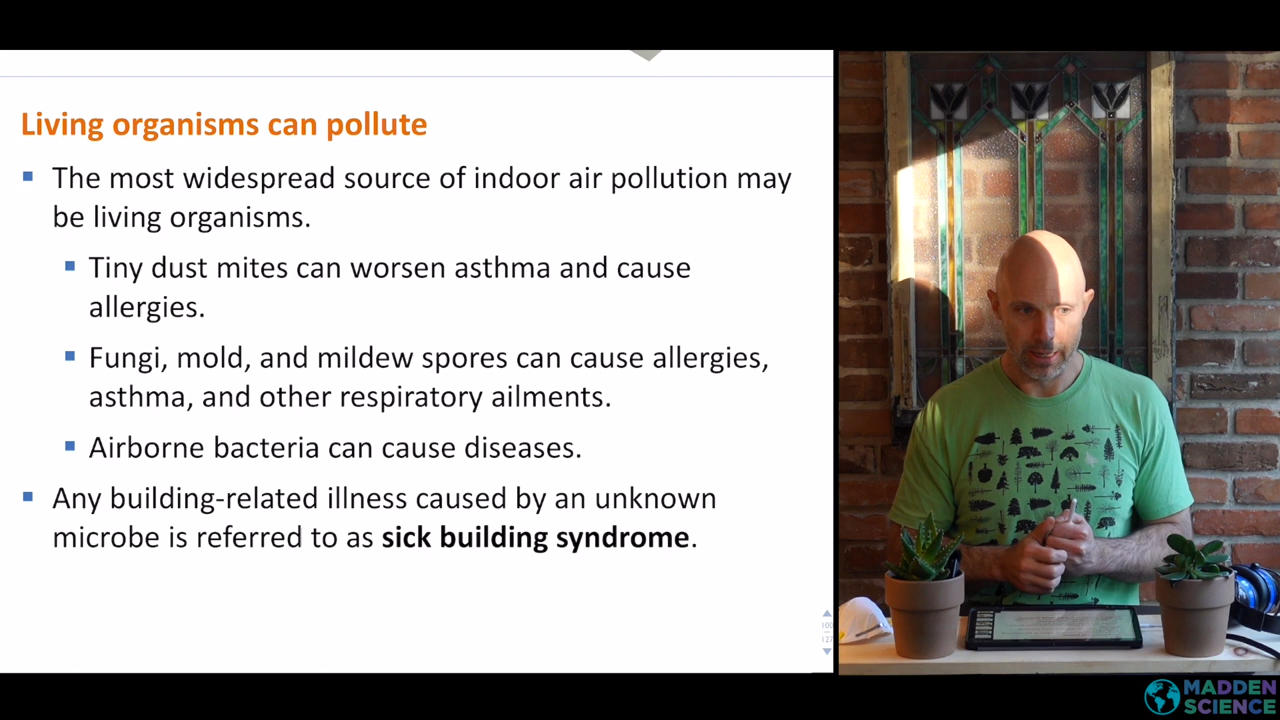 Living organisms can pollute
▪ The most widespread source of indoor air pollution may
be living organisms.
▪ Tiny dust mites can worsen asthma and cause
allergies.
▪ Fungi, mold, and mildew spores can cause allergies,
asthma, and other respiratory ailments.
▪ Airborne bacteria can cause diseases.
▪ Any building-related illness caused by an unknown
microbe is referred to as sick building syndrome.
MADDEN
SCIENCE